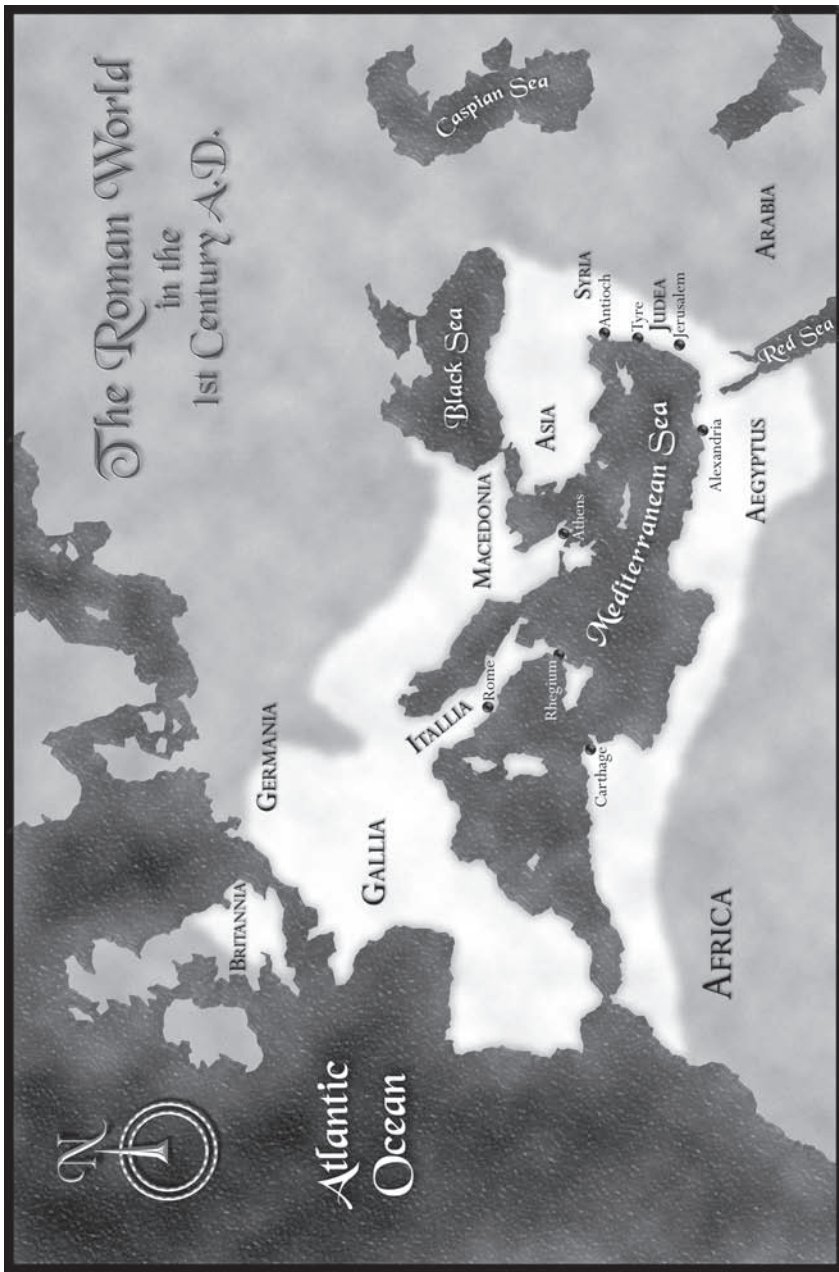 The Roman World
in the
1st Century A.D.
N
Caspian Sea
Britannia
Germania
Atlantic
Ocean
Gallia
Black Sea
Itallia
Macedonia
Rome
Asia
Syria
Antioch
Rhegium
Athens
Tyre
Judea
Jerusalem
Carthage
Mediterranean Sea
Arabia
Africa
Alexandria
Aegyptus
Red Sea